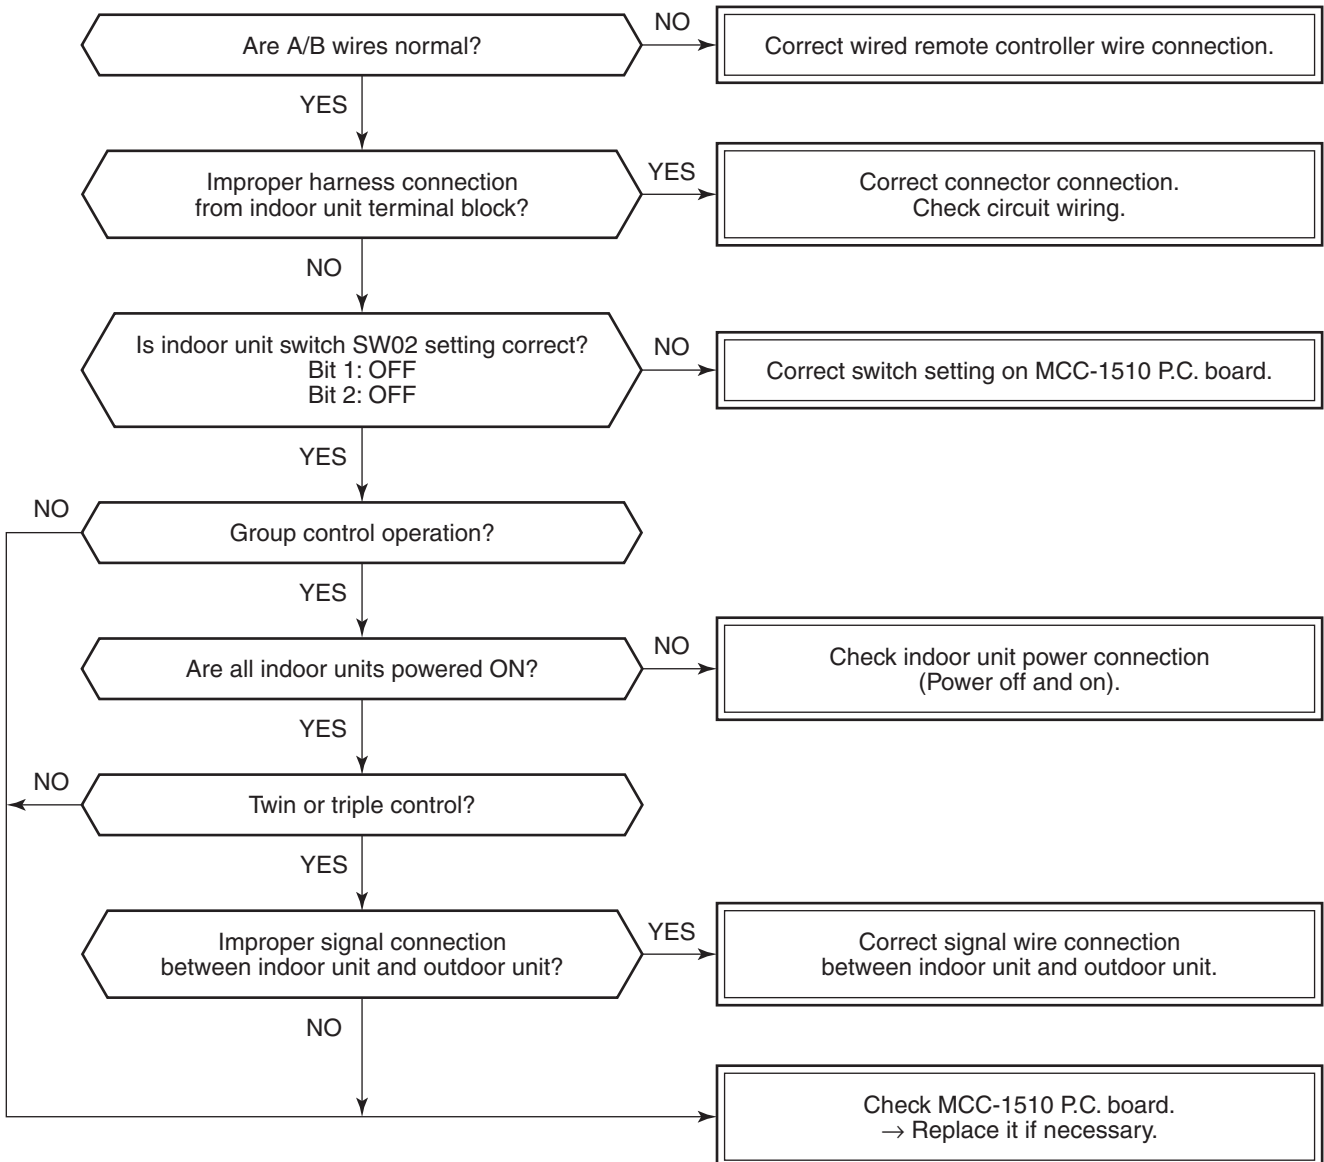 Are A/B wires normal?
NO
Correct wired remote controller wire connection.
YES
Improper harness connection
from indoor unit terminal block?
YES
Correct connector connection.
Check circuit wiring.
NO
Is indoor unit switch SW02 setting correct?
Bit 1: OFF
Bit 2: OFF
NO
Correct switch setting on MCC-1510 P.C. board.
YES
NO
Group control operation?
YES
Are all indoor units powered ON?
NO
Check indoor unit power connection
(Power off and on).
YES
NO
Twin or triple control?
YES
Improper signal connection
between indoor unit and outdoor unit?
YES
Correct signal wire connection
between indoor unit and outdoor unit.
NO
Check MCC-1510 P.C. board.
→ Replace it if necessary.